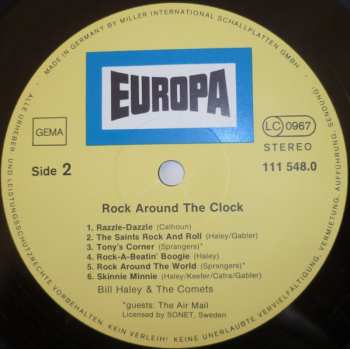 MADE IN GERMANY BY MILLER INTERNATIONAL SCHALLPLATTEN GMBH
EUROPA
GEMA
LC 0967
Side 2
STEREO
111 548.0
Rock Around The Clock
1. Razzle-Dazzle (Calhoun)
2. The Saints Rock And Roll (Haley/Gabler)
3. Tony's Corner (Sprangers)*
4. Rock-A-Beatin' Boogie (Haley)
5. Rock Around The World (Sprangers)*
6. Skinnie Minnie (Haley/Keefer/Cafra/Gabler)
Bill Haley & The Comets
*guests: The Air Mail
Licensed by SONET, Sweden
ALLE URHEBER- UND LEISTUNGSSCHUTZRECHTE VORBEHALTEN. KEIN VERLEIH! KEINE UNERLAUBTE VERVIELFÄLTIGUNG, VERMIETUNG, AUFFÜHRUNG, SENDUNG!